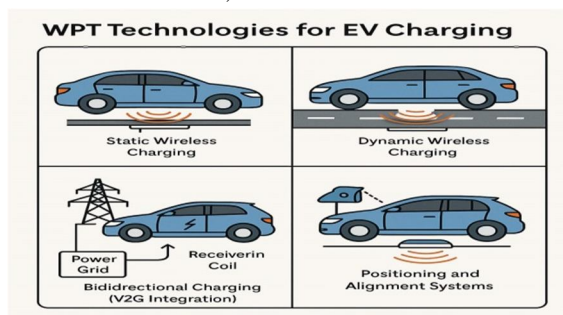 WPT Technologies for EV Charging
Static Wireless
Charging
Dynamic Wireless
Charging
Power
Grid
Receiverin
Coil
Bididrectional Charging
(V2G Integration)
Positioning and
Alignment Systems